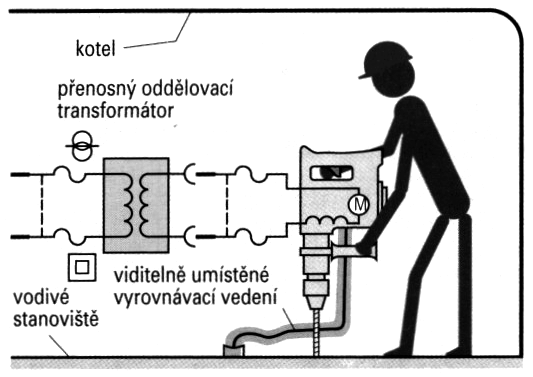 kotel
přenosný oddělovací
transformátor
M
viditelně umístěné
vyrovnávací vedení
vodivé
stanoviště